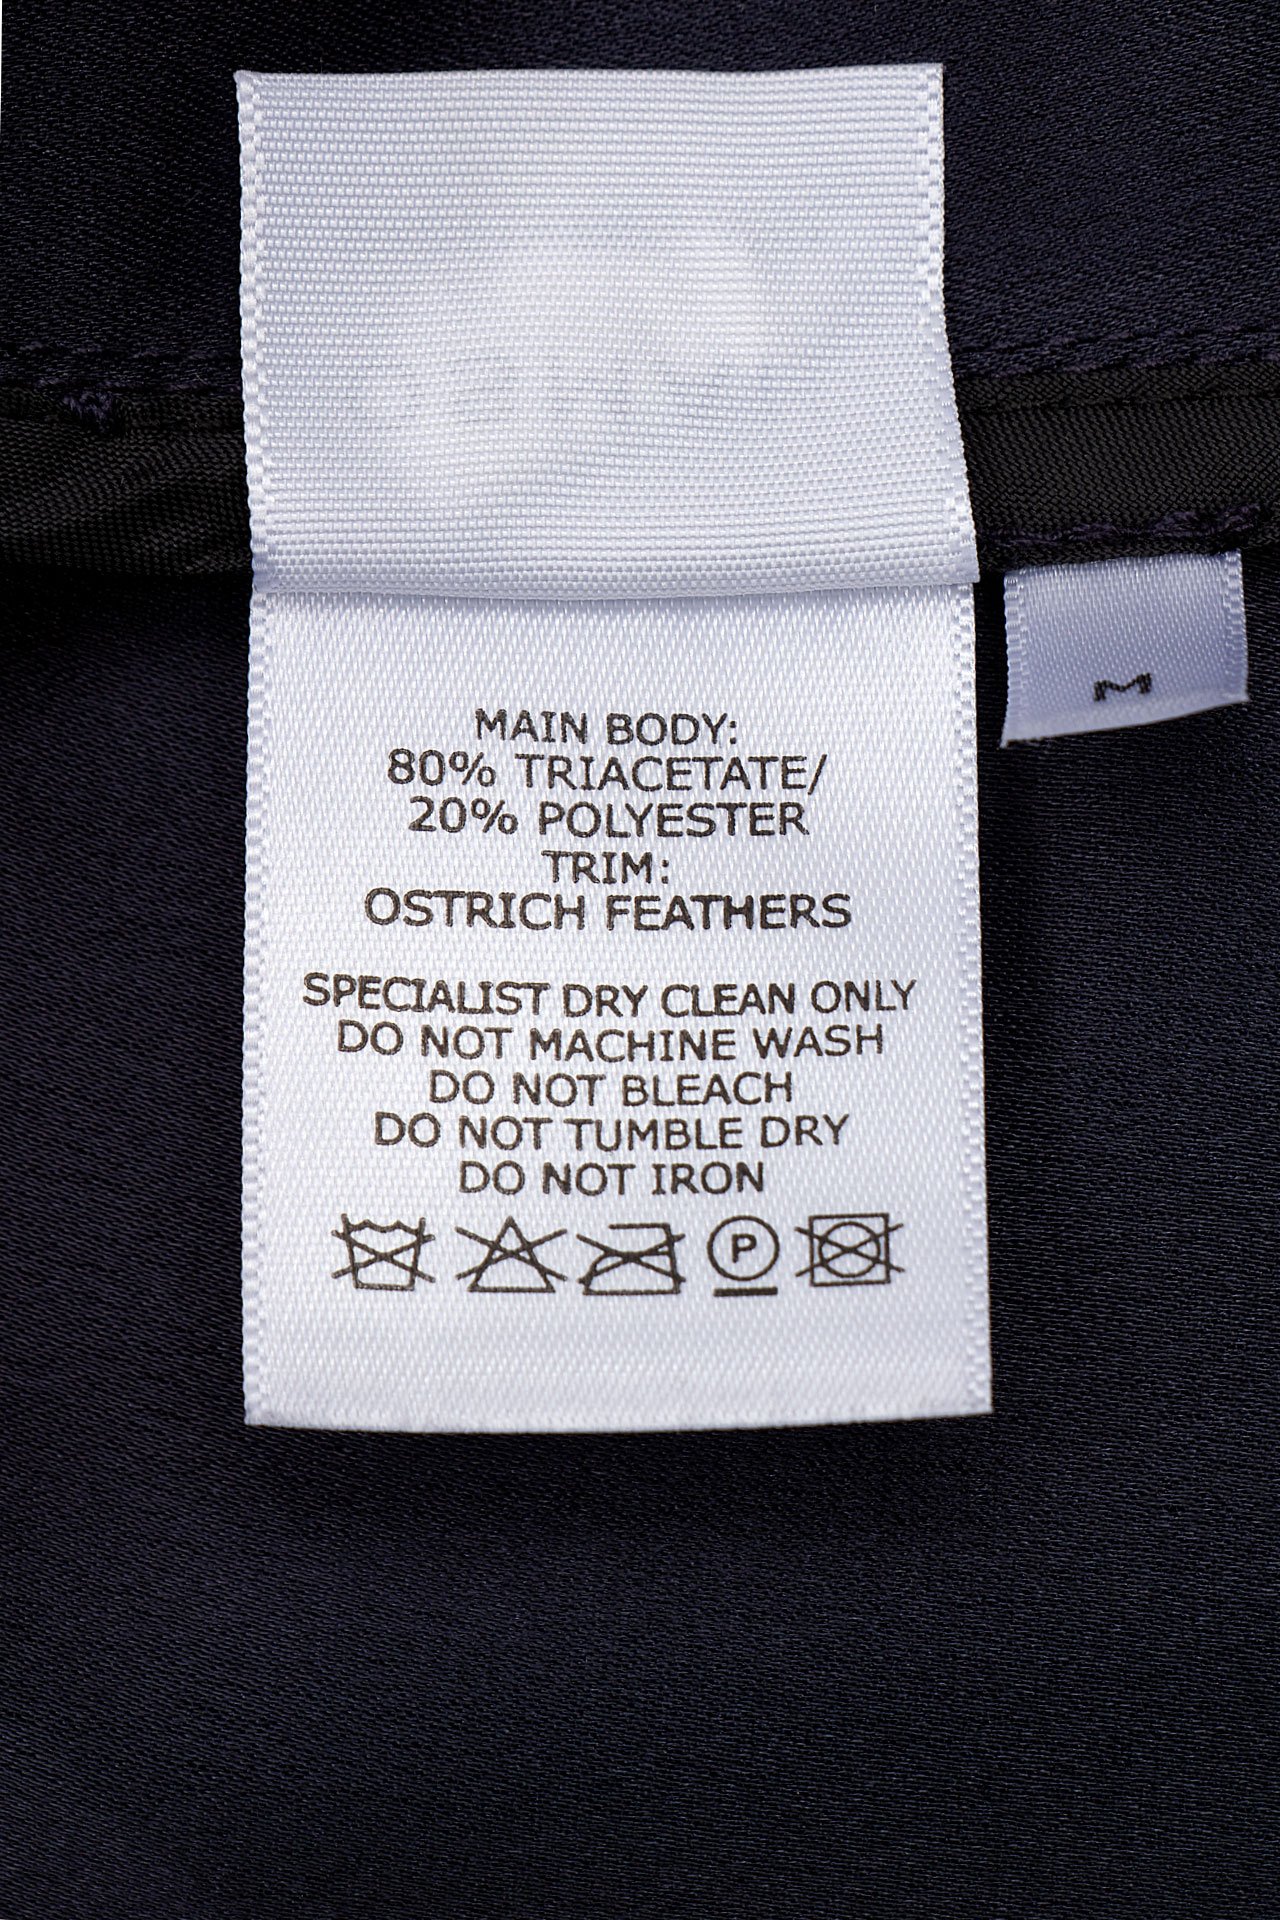 MAIN BODY:
80% TRIACETATE/
20% POLYESTER
TRIM:
OSTRICH FEATHERS
SPECIALIST DRY CLEAN ONLY
DO NOT MACHINE WASH
DO NOT BLEACH
DO NOT TUMBLE DRY
DO NOT IRON
P
M